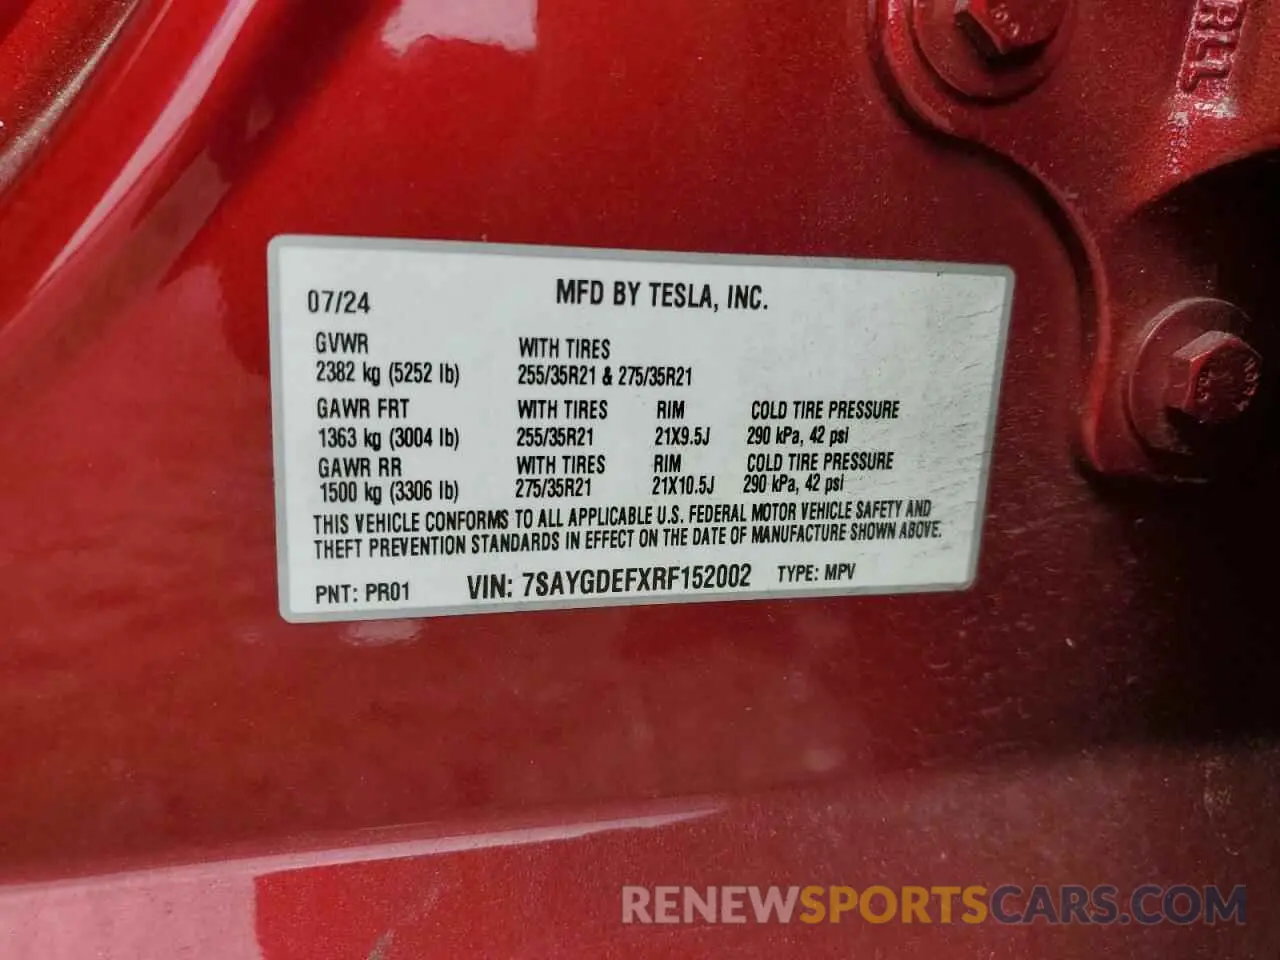 07/24 MFD BY TESLA, INC.
GVWR WITH TIRES
2382 kg (5252 lb) 255/35R21 & 275/35R21
GAWR FRT WITH TIRES RIM COLD TIRE PRESSURE
1363 kg (3004 lb) 255/35R21 21X9.5J 290 kPa, 42 psi
GAWR RR WITH TIRES RIM COLD TIRE PRESSURE
1500 kg (3306 lb) 275/35R21 21X10.5J 290 kPa, 42 psi
THIS VEHICLE CONFORMS TO ALL APPLICABLE U.S. FEDERAL MOTOR VEHICLE SAFETY AND
THEFT PREVENTION STANDARDS IN EFFECT ON THE DATE OF MANUFACTURE SHOWN ABOVE.
PNT: PR01 VIN: 7SAYGDEFXRF152002 TYPE: MPV
RENEWSPORTSCARS.COM